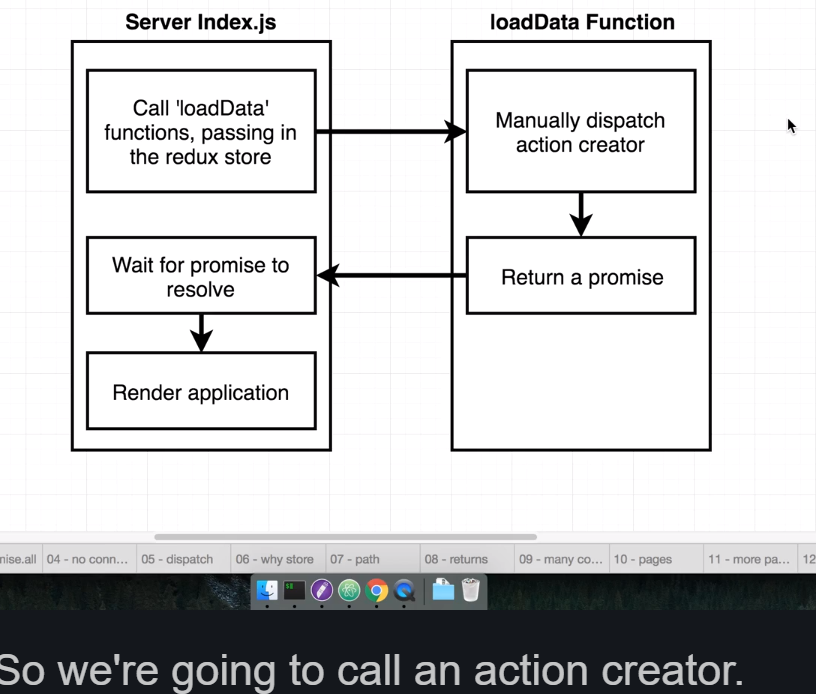 Server Index.js
loadData Function
Call 'loadData'
functions, passing in
the redux store
Manually dispatch
action creator
Wait for promise to
resolve
Return a promise
Render application
mise.all
04 - no conn...
05 - dispatch
06 - why store
07 - path
08 - returns
09 - many co...
10 - pages
11 - more pa...
12
So we're going to call an action creator.